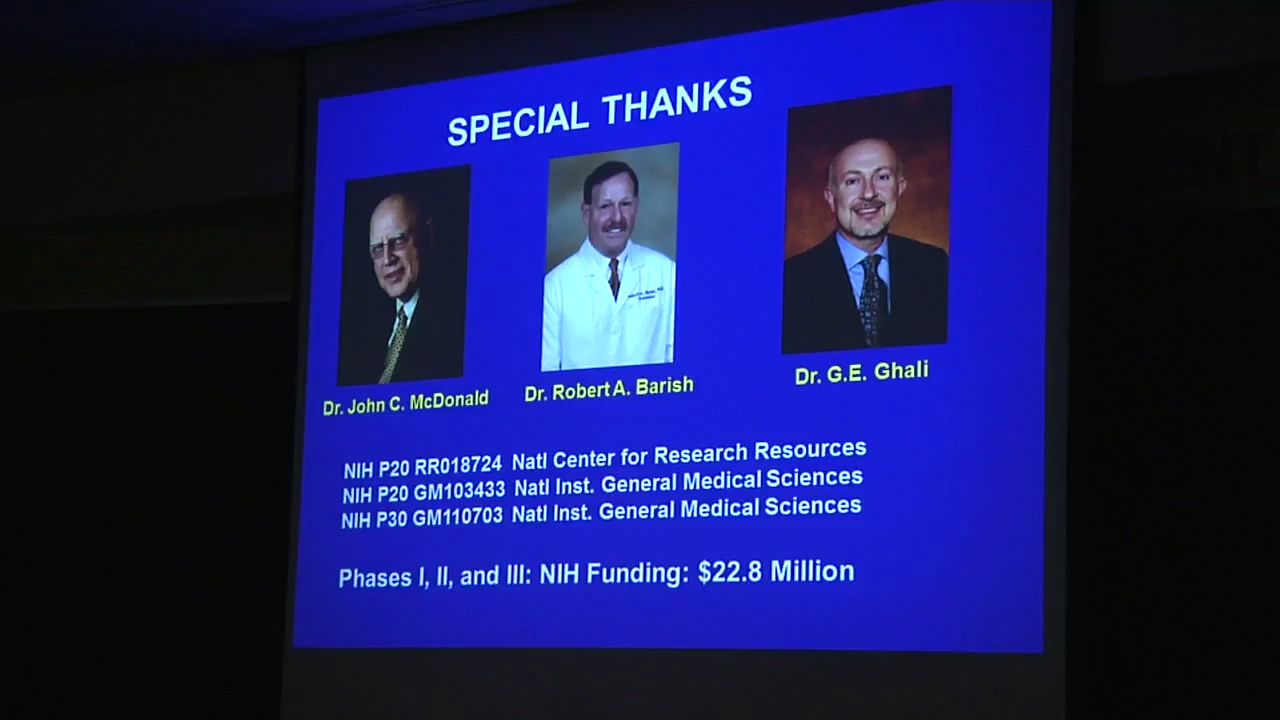 SPECIAL THANKS
Dr. John C. McDonald
Dr. Robert A. Barish
Dr. G.E. Ghali
NIH P20 RR018724 Natl Center for Research Resources
NIH P20 GM103433 Natl Inst. General Medical Sciences
NIH P30 GM110703 Natl Inst. General Medical Sciences
Phases I, II, and III: NIH Funding: $22.8 Million